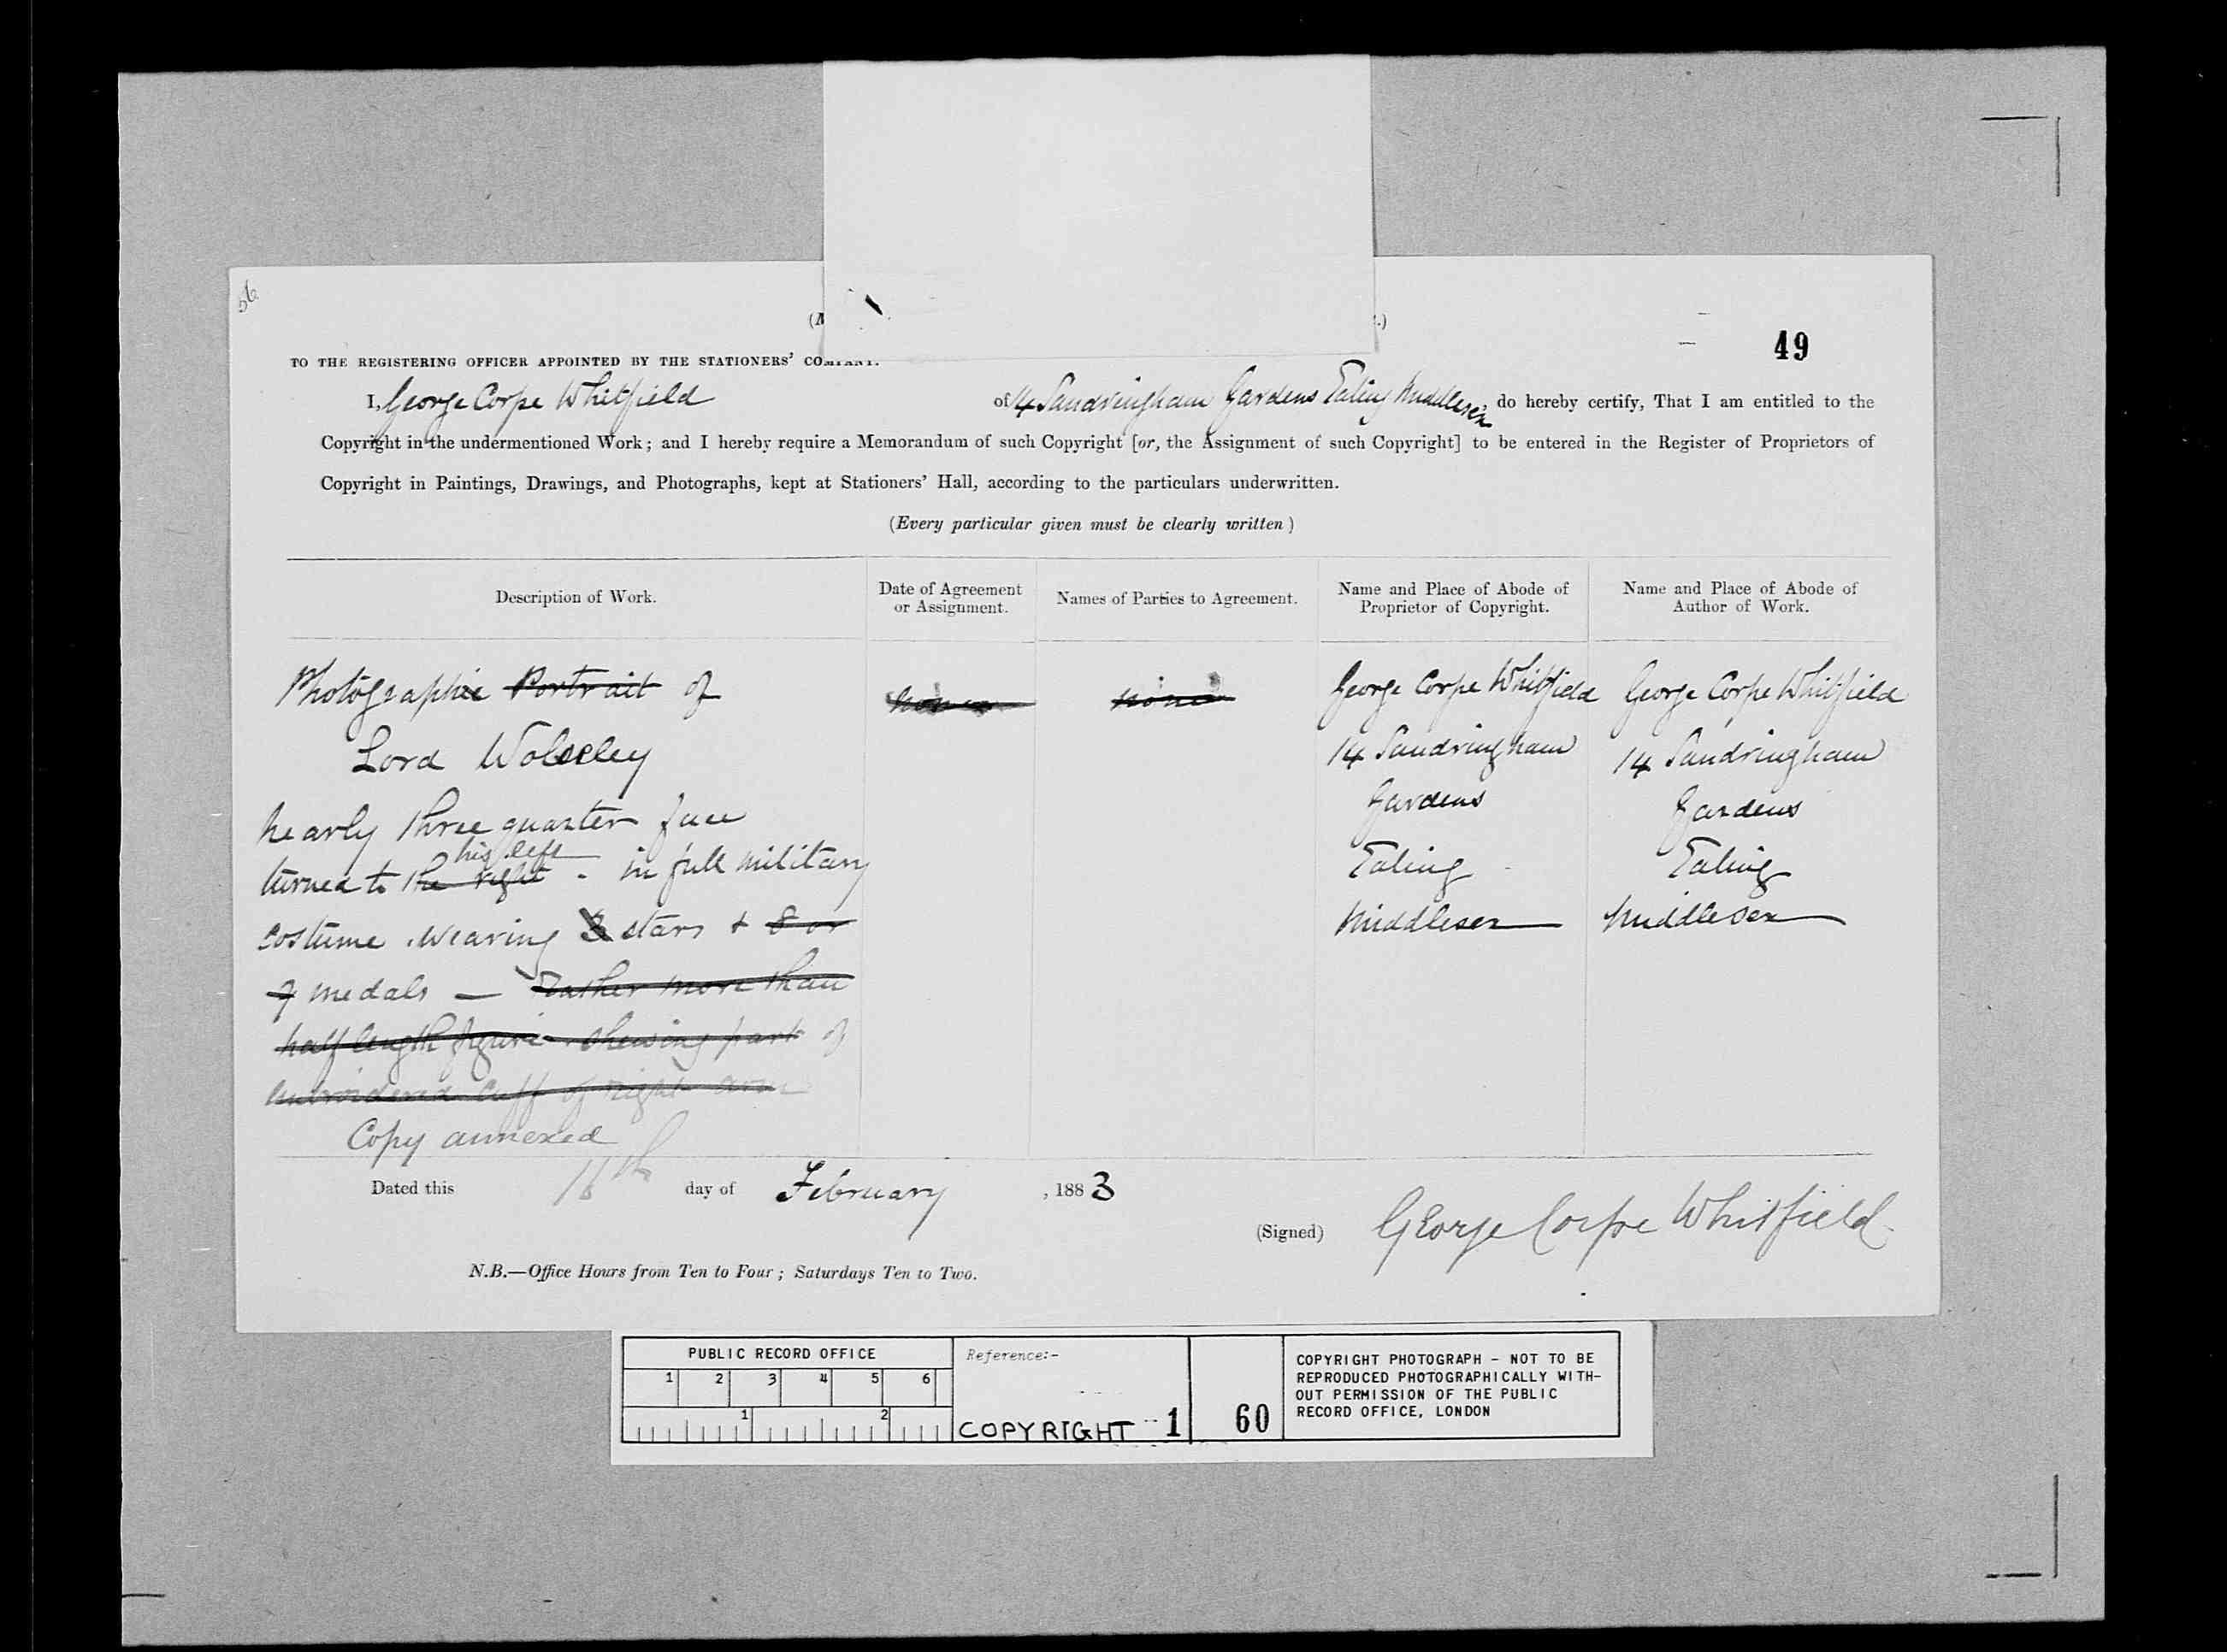 56
49
TO THE REGISTERING OFFICER APPOINTED BY THE STATIONERS' COMPANY.
I, George Corpe Whitfield of 14 Sandringham Gardens Ealing Middlesex, do hereby certify, That I am entitled to the
Copyright in the undermentioned Work; and I hereby require a Memorandum of such Copyright [or, the Assignment of such Copyright] to be entered in the Register of Proprietors of
Copyright in Paintings, Drawings, and Photographs, kept at Stationers' Hall, according to the particulars underwritten.
(Every particular given must be clearly written)
Description of Work.
Photographic Portrait of
Lord Wolseley
nearly three quarter face
his left
turned to the right - in full military
costume. wearing 3 stars & 8 or
7 medals — Rather more than
half length figure - shewing part of
embroidered cuff of right arm
Copy annexed
Date of Agreement
or Assignment.
none
Names of Parties to Agreement.
none
Name and Place of Abode of
Proprietor of Copyright.
George Corpe Whitfield
14 Sandringham
Gardens
Ealing
Middlesex
Name and Place of Abode of
Author of Work.
George Corpe Whitfield
14 Sandringham
Gardens
Ealing
Middlesex
Dated this 16th day of February, 1883
(Signed) George Corpe Whitfield
N.B.—Office Hours from Ten to Four; Saturdays Ten to Two.
PUBLIC RECORD OFFICE
1 2 3 4 5 6
1 2
Reference:-
COPYRIGHT 1
60
COPYRIGHT PHOTOGRAPH - NOT TO BE
REPRODUCED PHOTOGRAPHICALLY WITH-
OUT PERMISSION OF THE PUBLIC
RECORD OFFICE, LONDON